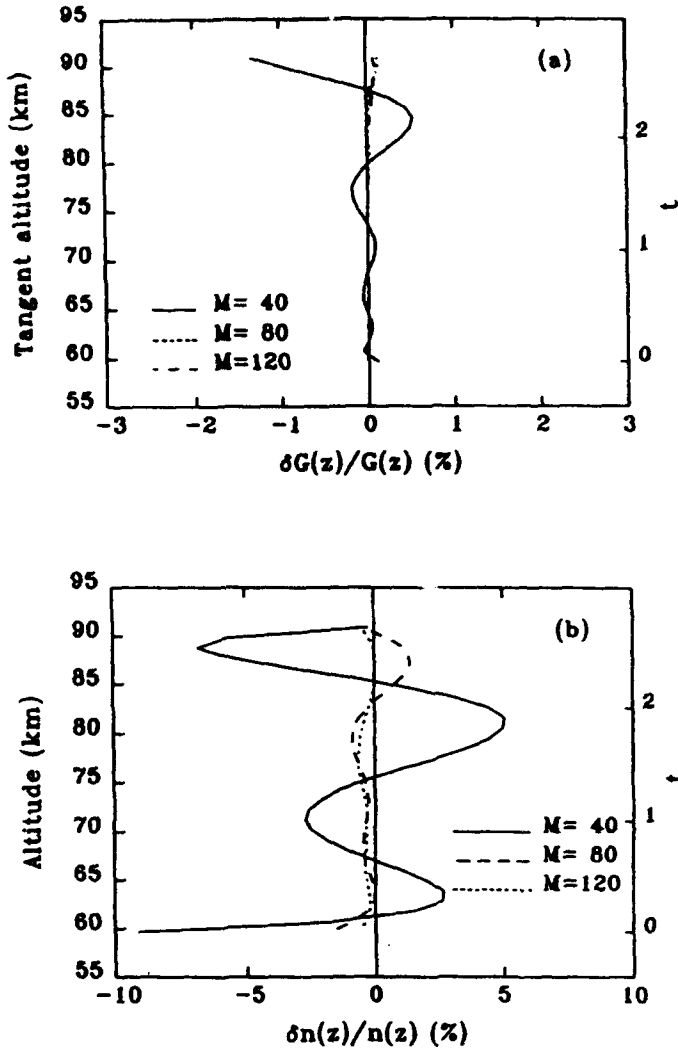 95
90
85
80
75
70
65
60
55
Tangent altitude (km)
(a)
2
1
0
t
M= 40
M= 80
M=120
-3
-2
-1
0
1
2
3
δG(z)/G(z) (%)
95
90
85
80
75
70
65
60
55
Altitude (km)
(b)
2
1
0
t
M= 40
M= 80
M=120
-10
-5
0
5
10
δn(z)/n(z) (%)